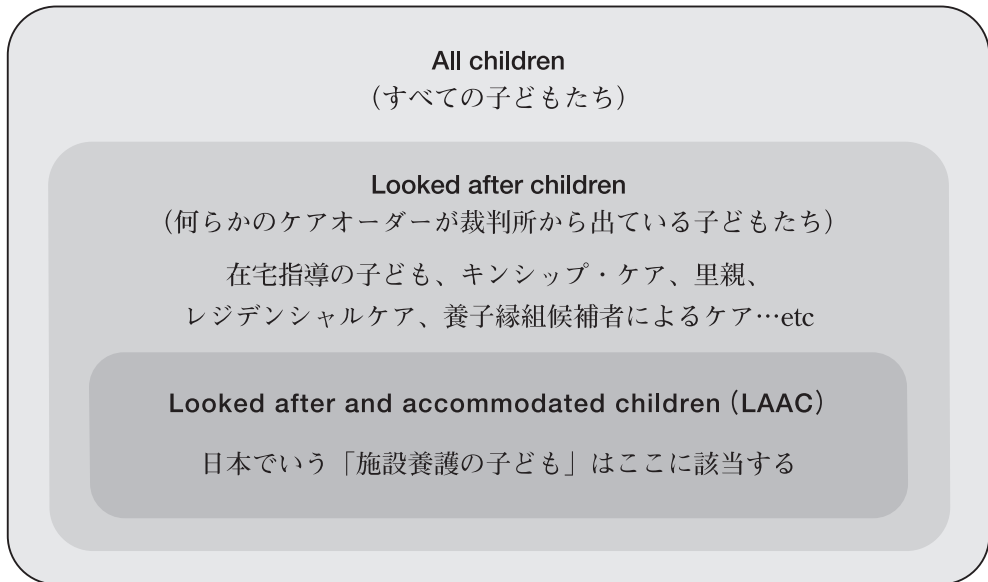 All children
（すべての子どもたち）
Looked after children
（何らかのケアオーダーが裁判所から出ている子どもたち）
在宅指導の子ども、キンシップ・ケア、里親、
レジデンシャルケア、養子縁組候補者によるケア…etc
Looked after and accommodated children（LAAC）
日本でいう「施設養護の子ども」はここに該当する